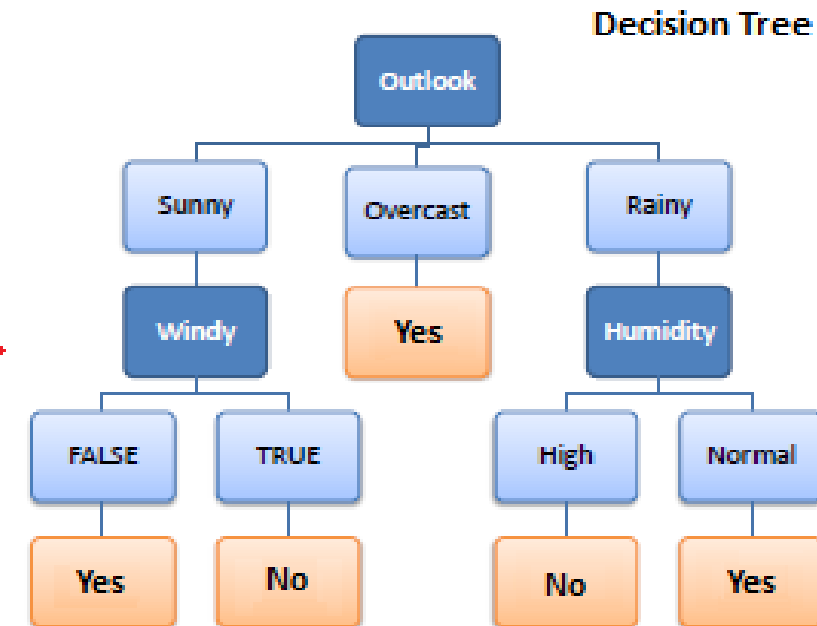 Decision Tree
Outlook
Sunny
Overcast
Rainy
Windy
Yes
Humidity
FALSE
TRUE
High
Normal
Yes
No
No
Yes